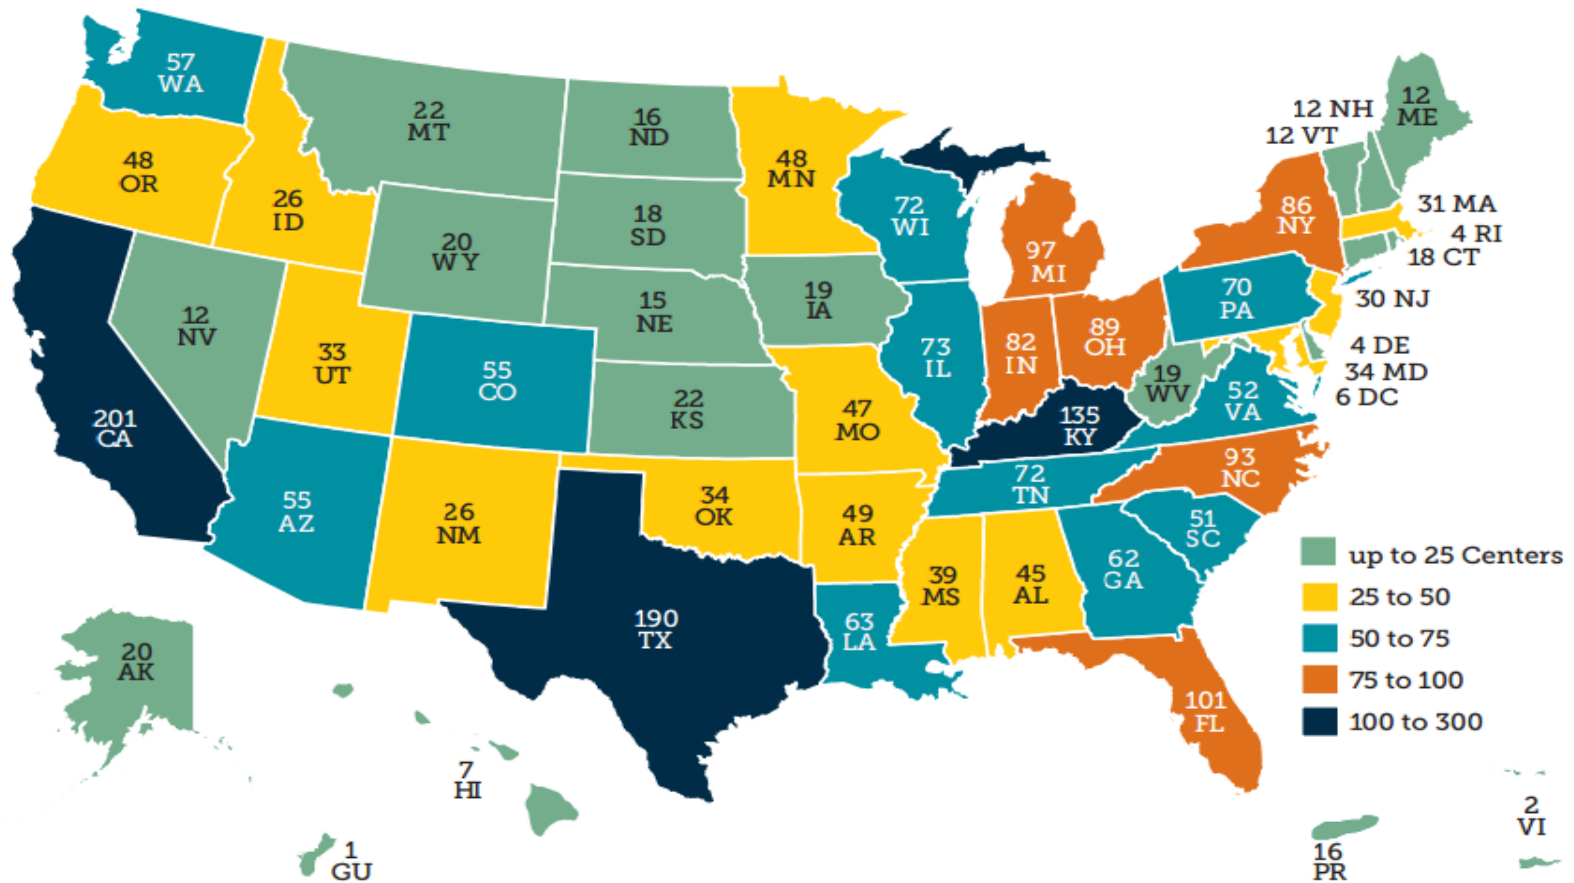 57
WA
48
OR
26
ID
22
MT
16
ND
48
MN
72
WI
97
MI
12 NH
12 VT
12
ME
86
NY
31 MA
4 RI
18 CT
30 NJ
70
PA
4 DE
34 MD
6 DC
18
SD
20
WY
12
NV
33
UT
201
CA
55
CO
15
NE
19
IA
73
IL
82
IN
89
OH
19
WV
52
VA
135
KY
22
KS
47
MO
55
AZ
26
NM
34
OK
49
AR
72
TN
93
NC
51
SC
62
GA
45
AL
39
MS
63
LA
190
TX
101
FL
20
AK
7
HI
1
GU
16
PR
2
VI
up to 25 Centers
25 to 50
50 to 75
75 to 100
100 to 300